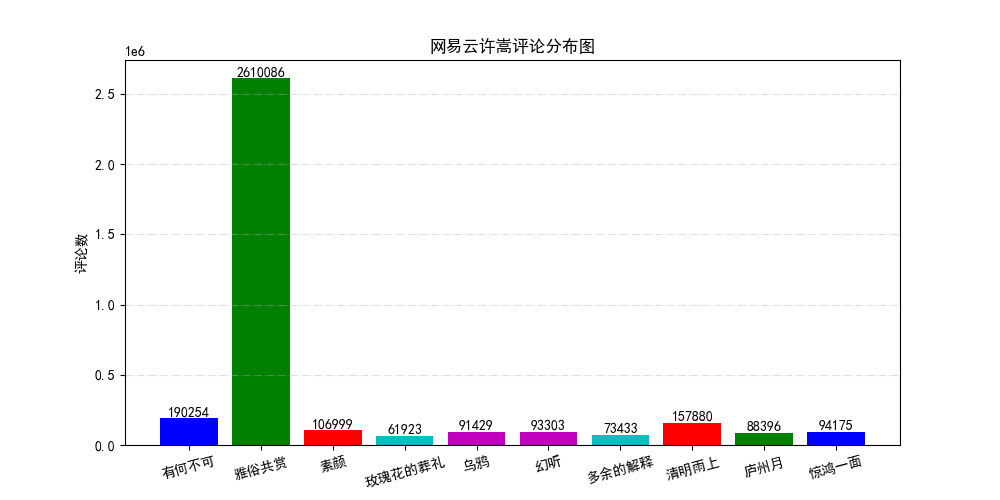 网易云许嵩评论分布图
1e6
评论数
2.5
2.0
1.5
1.0
0.5
0.0
190254
2610086
106999
61923
91429
93303
73433
157880
88396
94175
有何不可
雅俗共赏
素颜
玫瑰花的葬礼
乌鸦
幻听
多余的解释
清明雨上
庐州月
惊鸿一面